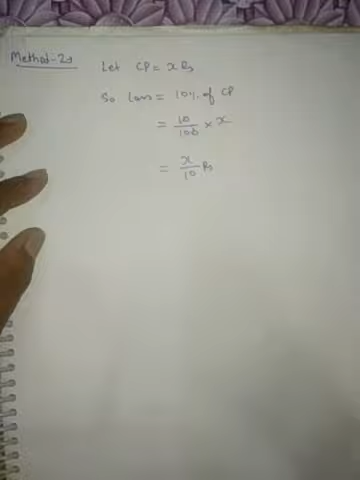 Method-2:
Let CP = x Rs
So Loss = 10% of CP
= 10/100 × x
= x/10 Rs